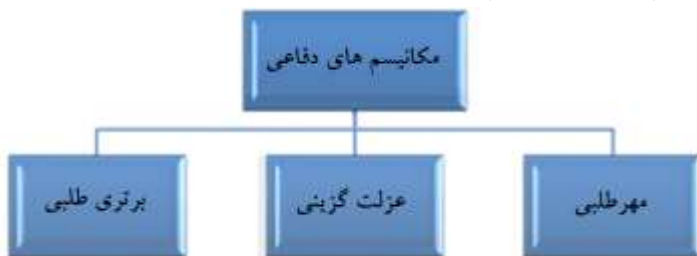 مکانیسم های دفاعی
مهرطلبی
عزلت گزینی
برتری طلبی